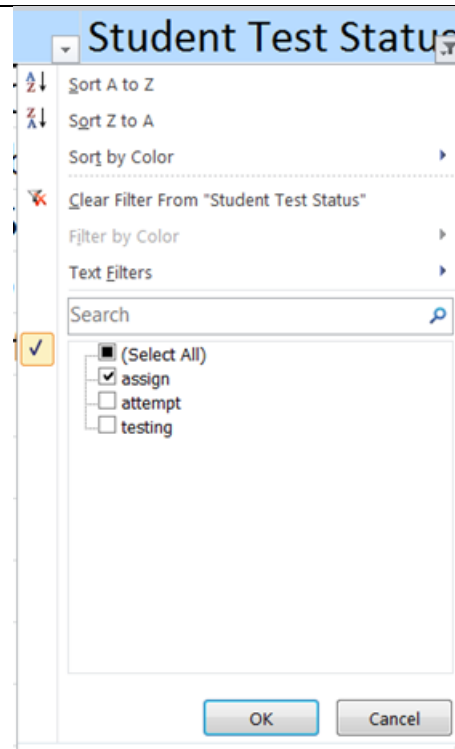 Student Test Status
Sort A to Z
Sort Z to A
Sort by Color
Clear Filter From "Student Test Status"
Filter by Color
Text Filters
Search
(Select All)
assign
attempt
testing
OK
Cancel